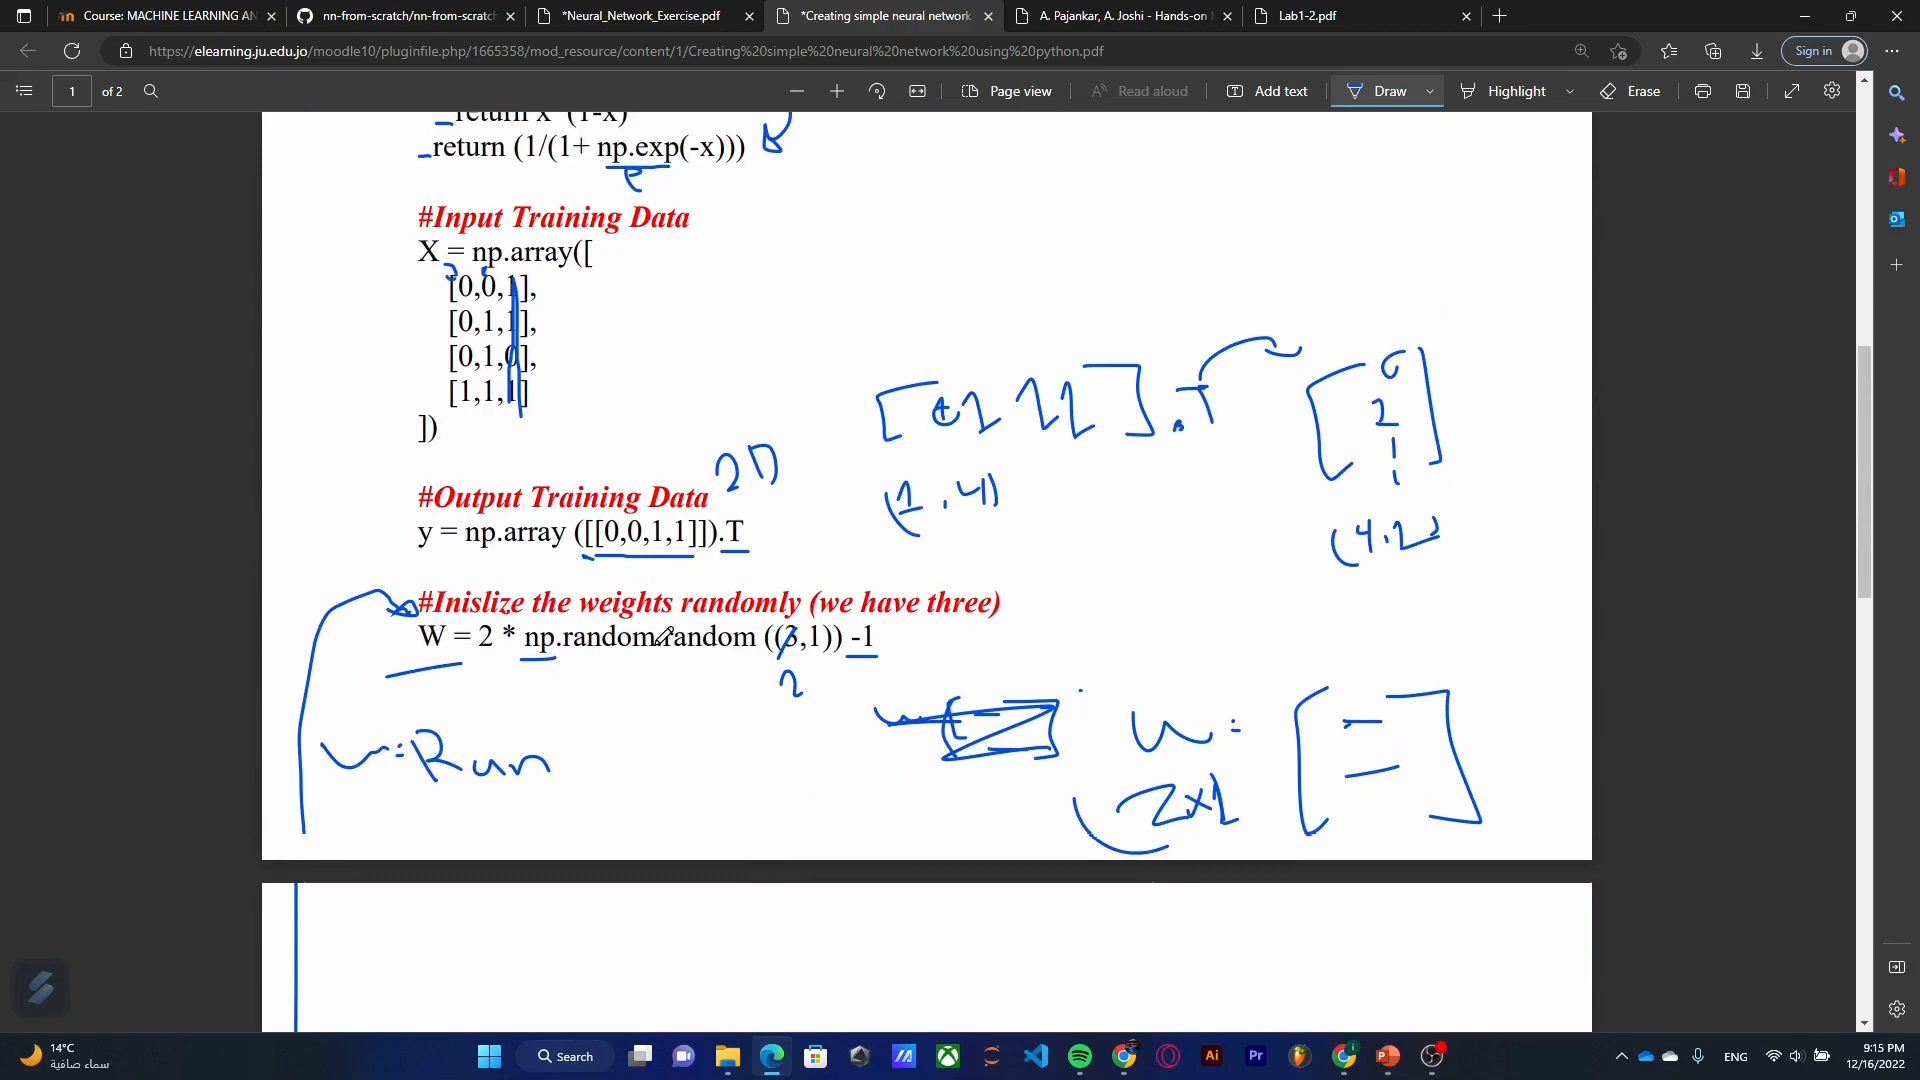 Course: MACHINE LEARNING AN
nn-from-scratch/nn-from-scratch
*Neural_Network_Exercise.pdf
*Creating simple neural network
A. Pajankar, A. Joshi - Hands-on
Lab1-2.pdf
https://elearning.ju.edu.jo/moodle10/pluginfile.php/1665358/mod_resource/content/1/Creating%20simple%20neural%20network%20using%20python.pdf
Sign in
1 of 2
Page view
Read aloud
Add text
Draw
Highlight
Erase
return x*(1-x)
return (1/(1+ np.exp(-x)))
e
#Input Training Data
X = np.array([
[0,0,1],
[0,1,1],
[0,1,0],
[1,1,1]
])
.T
2D
(1,4)
#Output Training Data
y = np.array ([[0,0,1,1]]).T
#Inislize the weights randomly (we have three)
W = 2 * np.random.random ((3,1)) -1
2
W =
2x1
14°C
سماء صافية
Search
ENG
9:15 PM
12/16/2022